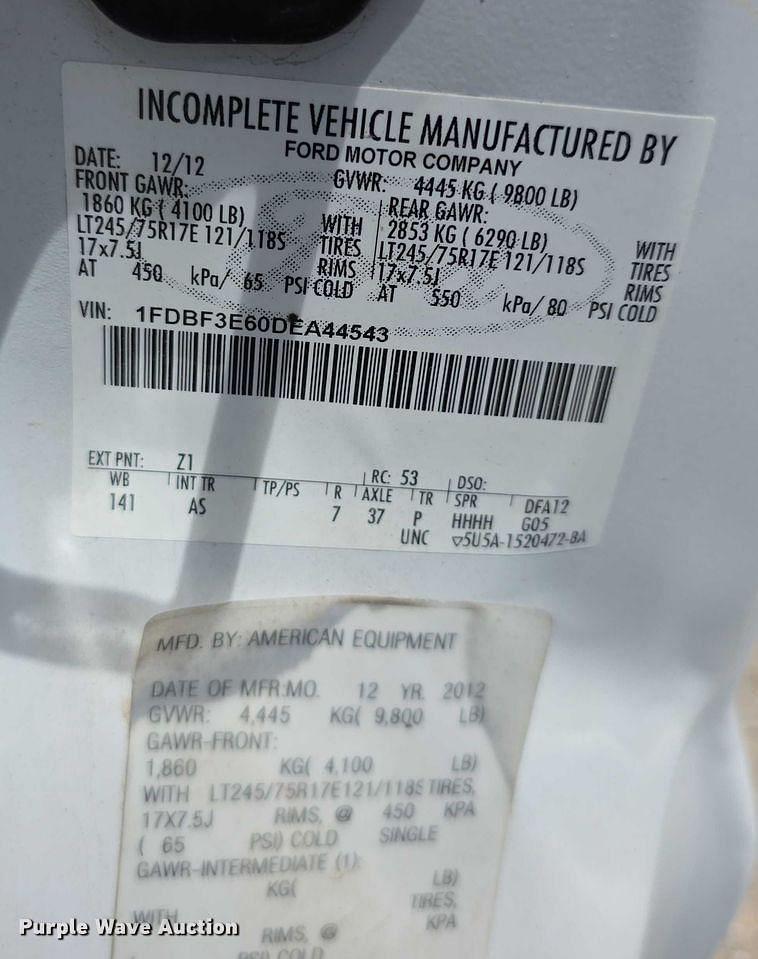 INCOMPLETE VEHICLE MANUFACTURED BY
FORD MOTOR COMPANY
DATE: 12/12 GVWR: 4445 KG ( 9800 LB)
FRONT GAWR: REAR GAWR:
1860 KG ( 4100 LB) WITH 2853 KG ( 6290 LB) WITH
LT245/75R17E 121/118S TIRES LT245/75R17E 121/118S TIRES
17x7.5J RIMS 17x7.5J RIMS
AT 450 kPa/ 65 PSI COLD AT 550 kPa/ 80 PSI COLD
VIN: 1FDBF3E60DEA44543
EXT PNT: Z1 RC: 53 DSO:
WB INT TR TP/PS R AXLE TR SPR DFA12
141 AS 7 37 P HHHH G05
UNC ▽5U5A-1520472-BA
MFD. BY: AMERICAN EQUIPMENT
DATE OF MFR:MO. 12 YR. 2012
GVWR: 4,445 KG( 9,800 LB)
GAWR-FRONT:
1,860 KG( 4,100 LB)
WITH LT245/75R17E121/118S TIRES,
17X7.5J RIMS, @ 450 KPA
( 65 PSI) COLD SINGLE
GAWR-INTERMEDIATE (1):
KG( LB)
WITH TIRES,
RIMS, @ KPA
PSI) COLD
Purple Wave Auction